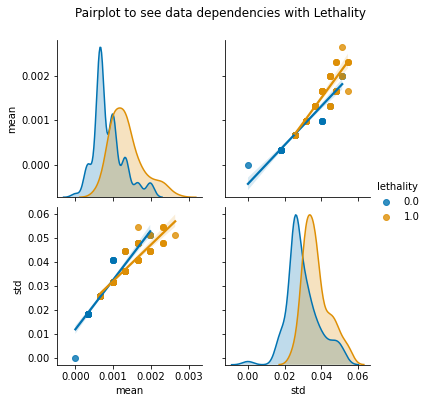 Pairplot to see data dependencies with Lethality
0.002
0.001
0.000
mean
lethality
0.0
1.0
0.06
0.05
0.04
0.03
0.02
0.01
0.00
std
0.000 0.001 0.002 0.003
0.00 0.02 0.04 0.06
mean
std